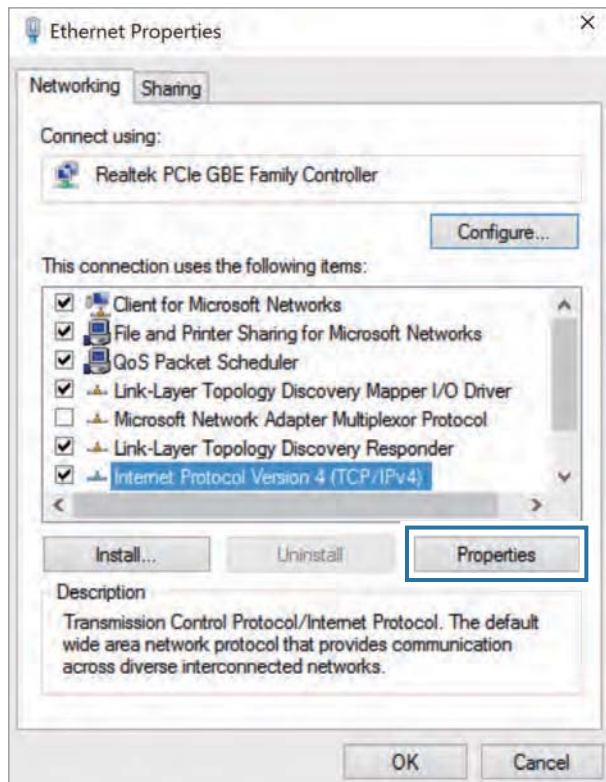 Ethernet Properties
Networking
Sharing
Connect using:
Realtek PCIe GBE Family Controller
Configure...
This connection uses the following items:
Client for Microsoft Networks
File and Printer Sharing for Microsoft Networks
QoS Packet Scheduler
Link-Layer Topology Discovery Mapper I/O Driver
Microsoft Network Adapter Multiplexor Protocol
Link-Layer Topology Discovery Responder
Internet Protocol Version 4 (TCP/IPv4)
Install...
Uninstall
Properties
Description
Transmission Control Protocol/Internet Protocol. The default
wide area network protocol that provides communication
across diverse interconnected networks.
OK
Cancel